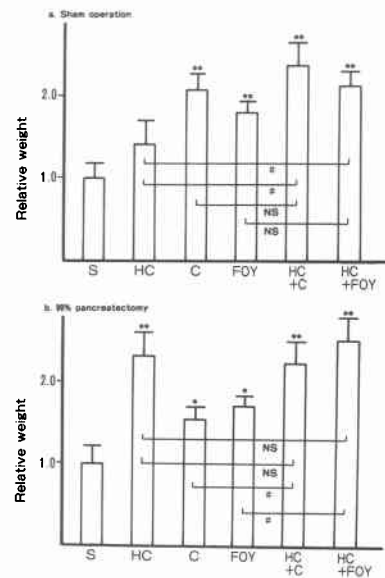 a. Sham operation
**
**
**
**
2.0
1.0
Relative weight
#
#
NS
NS
S HC C FOY HC +C HC +FOY
b. 90% pancreatectomy
**
**
**
*
*
2.0
1.0
Relative weight
NS
NS
#
#
S HC C FOY HC +C HC +FOY